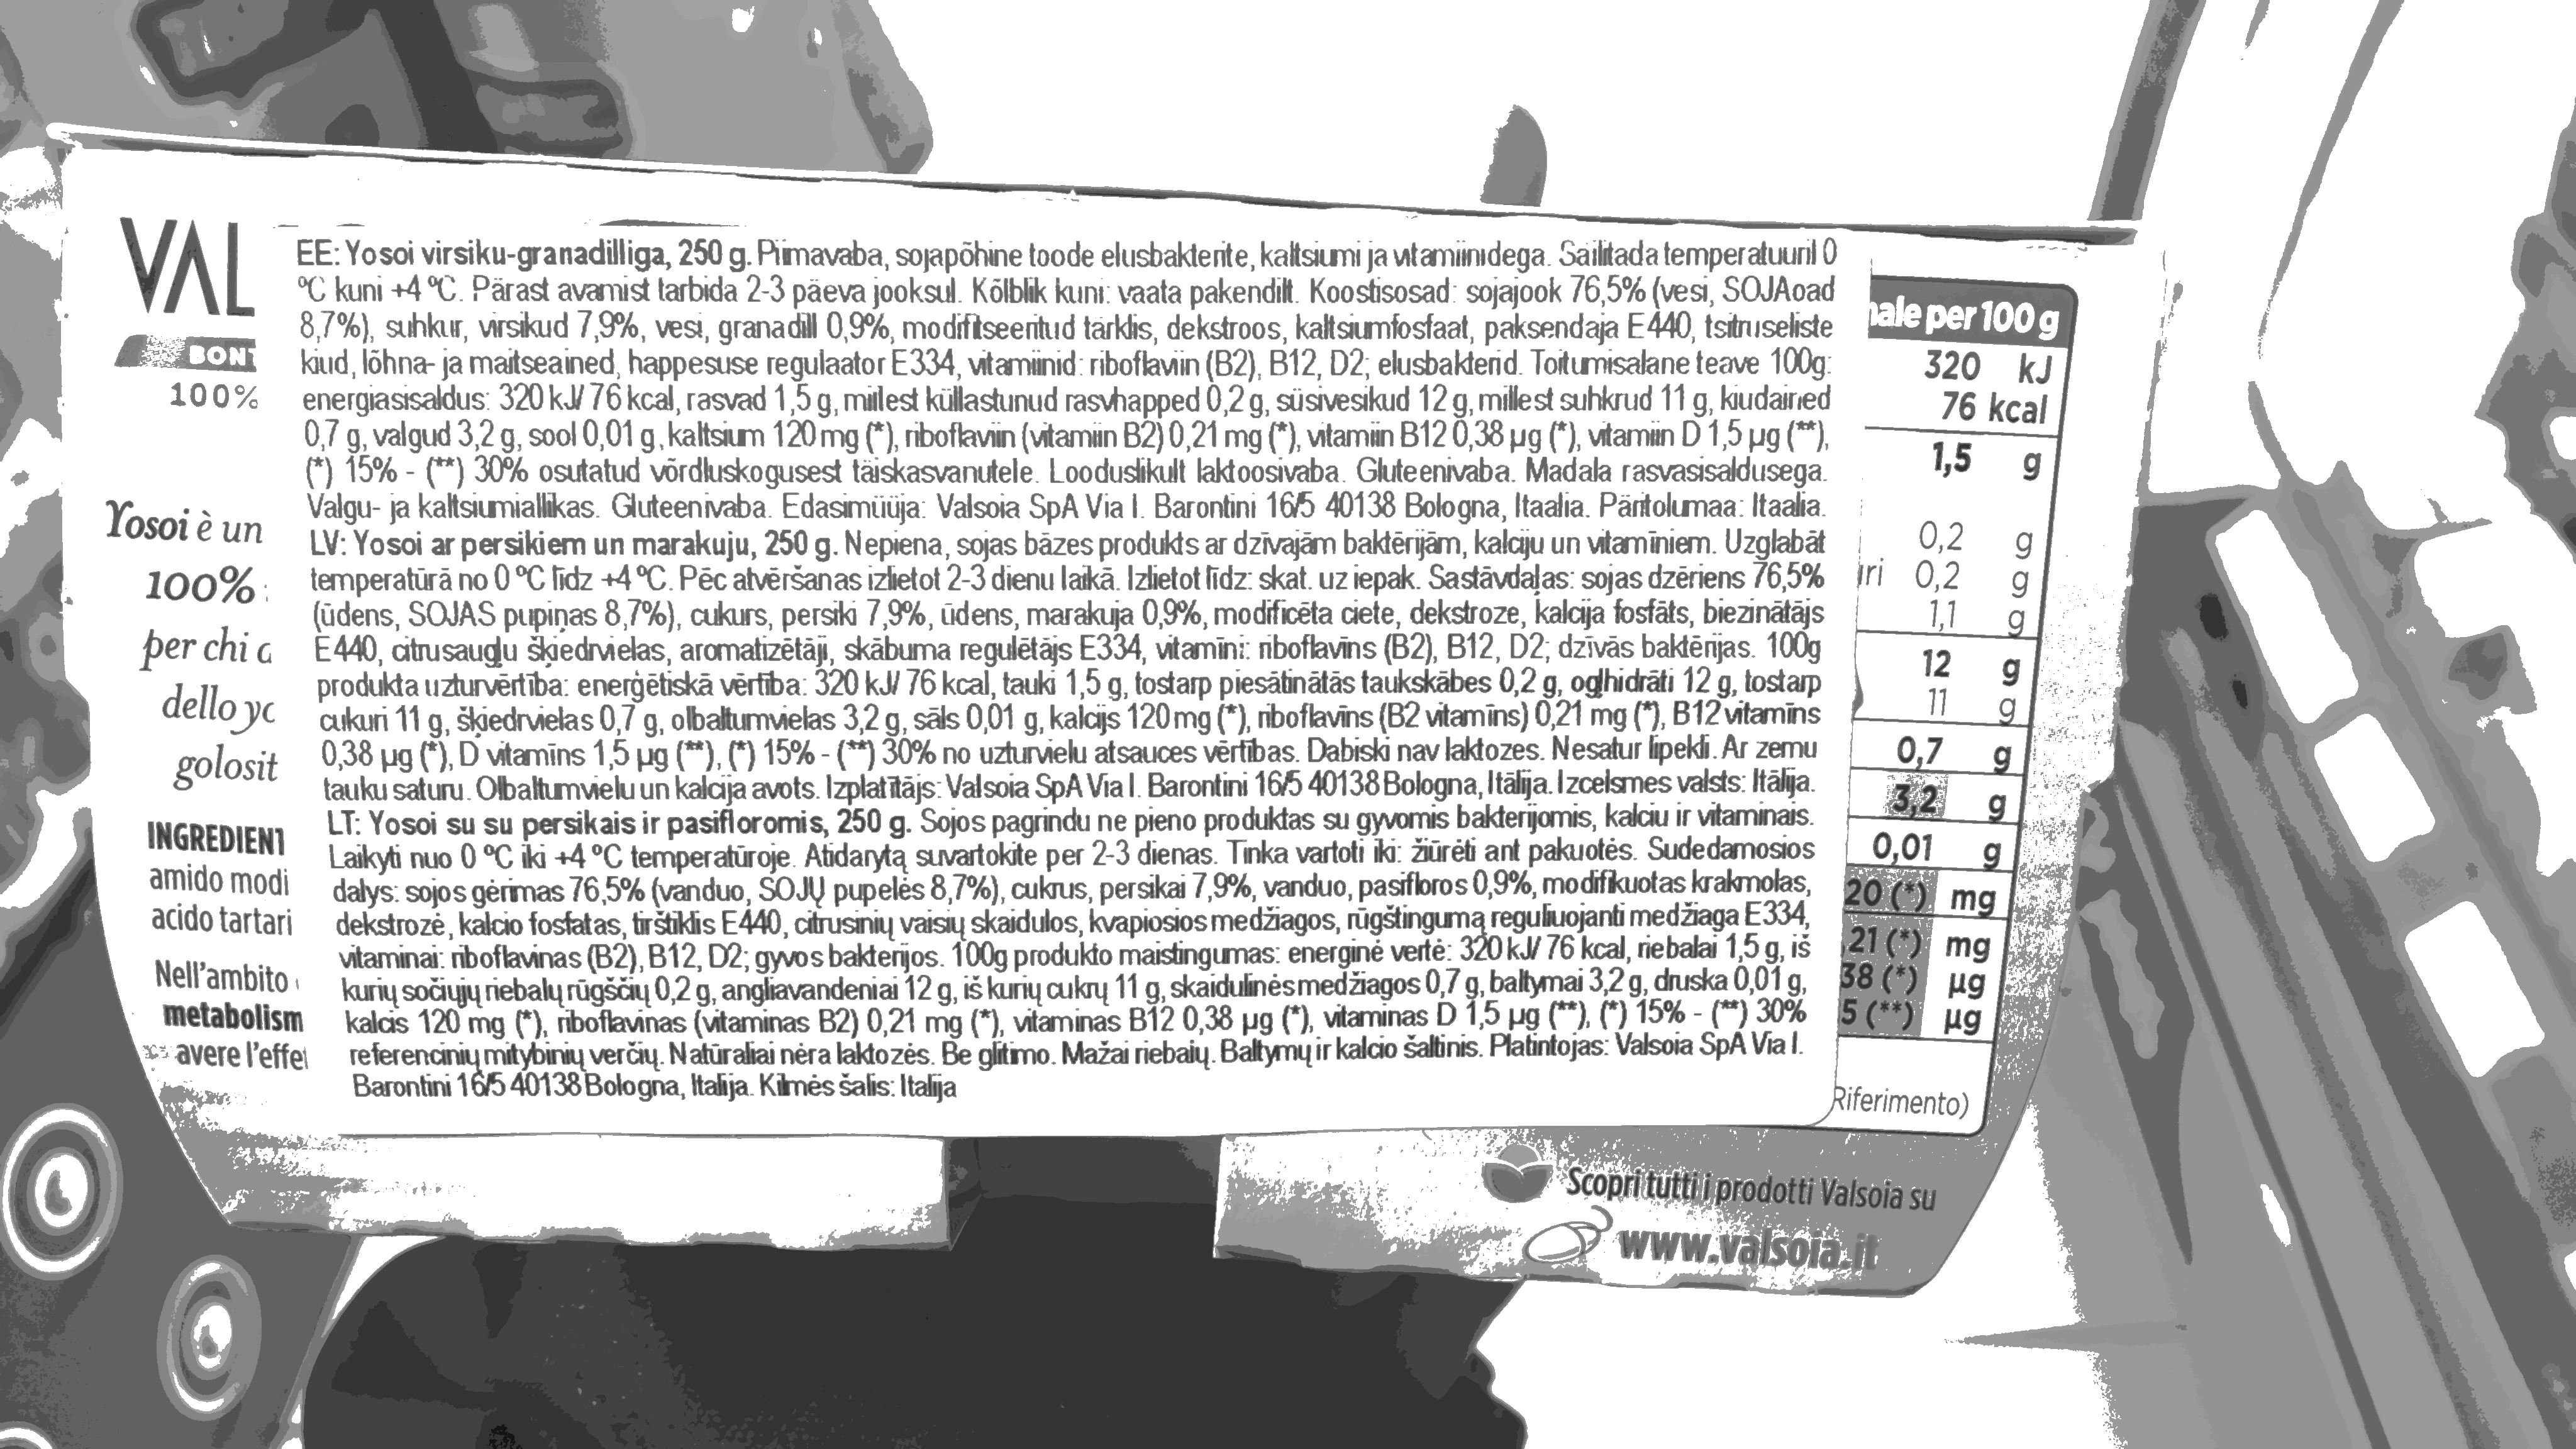 VAL
BONT
100%
Yosoi è un
100%
per chi
dello yo
golosit
INGREDIENT
amido modi
acido tartari
Nell'ambito
metabolism
avere l'effet
EE: Yosoi virsiku-granadilliga, 250 g. Piimavaba, sojapõhine toode elusbakterite, kaltsiumi ja vitamiinidega. Säilitada temperatuuril 0
°C kuni +4 °C. Pärast avamist tarbida 2-3 päeva jooksul. Kõlblik kuni: vaata pakendilt. Koostisosad: sojajook 76,5% (vesi, SOJAoad
8,7%), suhkur, virsikud 7,9%, vesi, granadill 0,9%, modifitseeritud tärklis, dekstroos, kaltsiumfosfaat, paksendaja E440, tsitruseliste
kiud, lõhna- ja maitseained, happesuse regulaator E334, vitamiinid: riboflaviin (B2), B12, D2; elusbakterid. Toitumisalane teave 100g:
energiasisaldus: 320 kJ/ 76 kcal, rasvad 1,5 g, millest küllastunud rasvhapped 0,2 g, süsivesikud 12 g, millest suhkrud 11 g, kiudained
0,7 g, valgud 3,2 g, sool 0,01 g, kaltsium 120 mg (*), riboflaviin (vitamiin B2) 0,21 mg (*), vitamiin B12 0,38 µg (*), vitamiin D 1,5 µg (**),
(*) 15% - (**) 30% osutatud võrdluskogusest täiskasvanutele. Looduslikult laktoosivaba. Gluteenivaba. Madala rasvasisaldusega.
Valgu- ja kaltsiumiallikas. Gluteenivaba. Edasimüüja: Valsoia SpA Via I. Barontini 16/5 40138 Bologna, Itaalia. Päritolumaa: Itaalia.
LV: Yosoi ar persikiem un marakuju, 250 g. Nepiena, sojas bāzes produkts ar dzīvajām baktērijām, kalciju un vitamīniem. Uzglabāt
temperatūrā no 0 °C līdz +4 °C. Pēc atvēršanas izlietot 2-3 dienu laikā. Izlietot līdz: skat. uz iepak. Sastāvdaļas: sojas dzēriens 76,5%
(ūdens, SOJAS pupiņas 8,7%), cukurs, persiki 7,9%, ūdens, marakuja 0,9%, modificēta ciete, dekstroze, kalcija fosfāts, biezinātājs
E440, citrusaugļu šķiedrvielas, aromatizētāji, skābuma regulētājs E334, vitamīni: riboflavīns (B2), B12, D2; dzīvās baktērijas. 100g
produkta uzturvērtība: enerģētiskā vērtība: 320 kJ/ 76 kcal, tauki 1,5 g, tostarp piesātinātās taukskābes 0,2 g, ogļhidrāti 12 g, tostarp
cukuri 11 g, šķiedrvielas 0,7 g, olbaltumvielas 3,2 g, sāls 0,01 g, kalcijs 120 mg (*), riboflavīns (B2 vitamīns) 0,21 mg (*), B12 vitamīns
0,38 µg (*), D vitamīns 1,5 µg (**), (*) 15% - (**) 30% no uzturvielu atsauces vērtības. Dabiski nav laktozes. Nesatur lipekli. Ar zemu
tauku saturu. Olbaltumvielu un kalcija avots. Izplatītājs: Valsoia SpA Via I. Barontini 16/5 40138 Bologna, Itālija. Izcelsmes valsts: Itālija.
LT: Yosoi su su persikais ir pasifloromis, 250 g. Sojos pagrindu ne pieno produktas su gyvomis bakterijomis, kalciu ir vitaminais.
Laikyti nuo 0 °C iki +4 °C temperatūroje. Atidarytą suvartokite per 2-3 dienas. Tinka vartoti iki: žiūrėti ant pakuotės. Sudedamosios
dalys: sojos gėrimas 76,5% (vanduo, SOJŲ pupelės 8,7%), cukrus, persikai 7,9%, vanduo, pasifloros 0,9%, modifikuotas krakmolas,
dekstrozė, kalcio fosfatas, tirštiklis E440, citrusinių vaisių skaidulos, kvapiosios medžiagos, rūgštingumą reguliuojanti medžiaga E334,
vitaminai: riboflavinas (B2), B12, D2; gyvos bakterijos. 100g produkto maistingumas: energinė vertė: 320 kJ/ 76 kcal, riebalai 1,5 g, iš
kurių sočiųjų riebalų rūgščių 0,2 g, angliavandeniai 12 g, iš kurių cukrų 11 g, skaidulinės medžiagos 0,7 g, baltymai 3,2 g, druska 0,01 g,
kalcis 120 mg (*), riboflavinas (vitaminas B2) 0,21 mg (*), vitaminas B12 0,38 µg (*), vitaminas D 1,5 µg (**), (*) 15% - (**) 30%
referencinių mitybinių verčių. Natūraliai nėra laktozės. Be glitimo. Mažai riebalų. Baltymų ir kalcio šaltinis. Platintojas: Valsoia SpA Via I.
Barontini 16/5 40138 Bologna, Italija. Kilmės šalis: Italija
nale per 100 g
320 kJ
76 kcal
1,5 g
0,2 g
iri 0,2 g
1,1 g
12 g
11 g
0,7 g
3,2 g
0,01 g
20 (*) mg
,21 (*) mg
38 (*) µg
5 (**) µg
Riferimento)
Scopri tutti i prodotti Valsoia su
www.valsoia.it